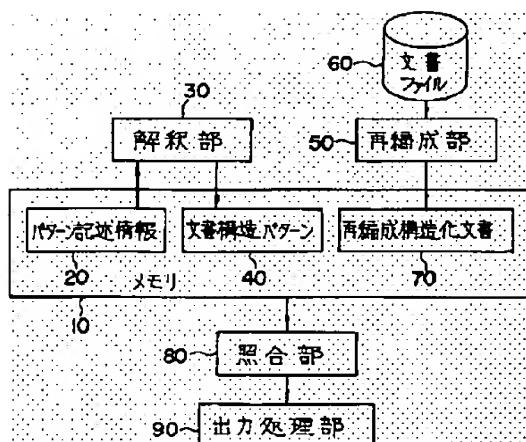 60
文書
ファイル
30
解釈部
50
再編成部
パターン記述情報
文書構造パターン
再編成構造化文書
20
メモリ
40
70
10
80
照合部
90
出力処理部